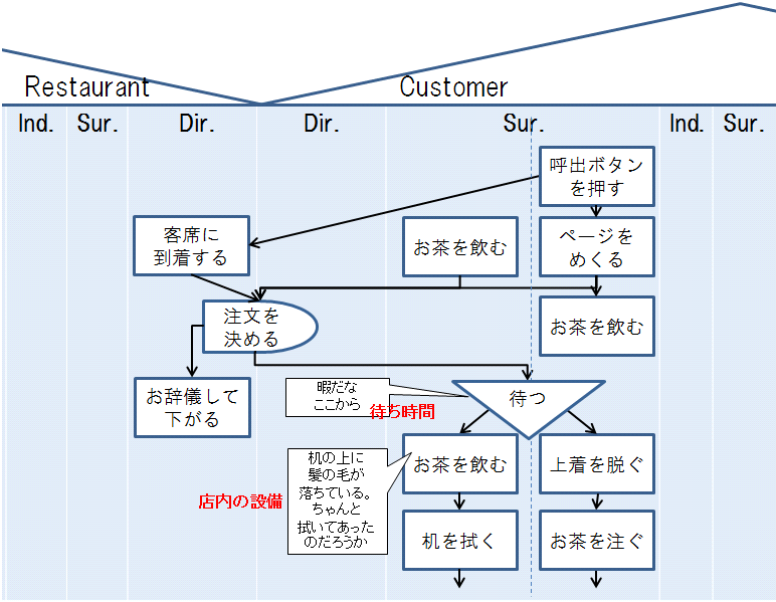 Restaurant
Customer
Ind.
Sur.
Dir.
Dir.
Sur.
Ind.
Sur.
呼出ボタン
を押す
客席に
到着する
お茶を飲む
ページを
めくる
注文を
決める
お茶を飲む
お辞儀して
下がる
暇だな
ここから
待ち時間
待つ
机の上に
髪の毛が
落ちている。
ちゃんと
拭いてあった
のだろうか
店内の設備
お茶を飲む
上着を脱ぐ
机を拭く
お茶を注ぐ